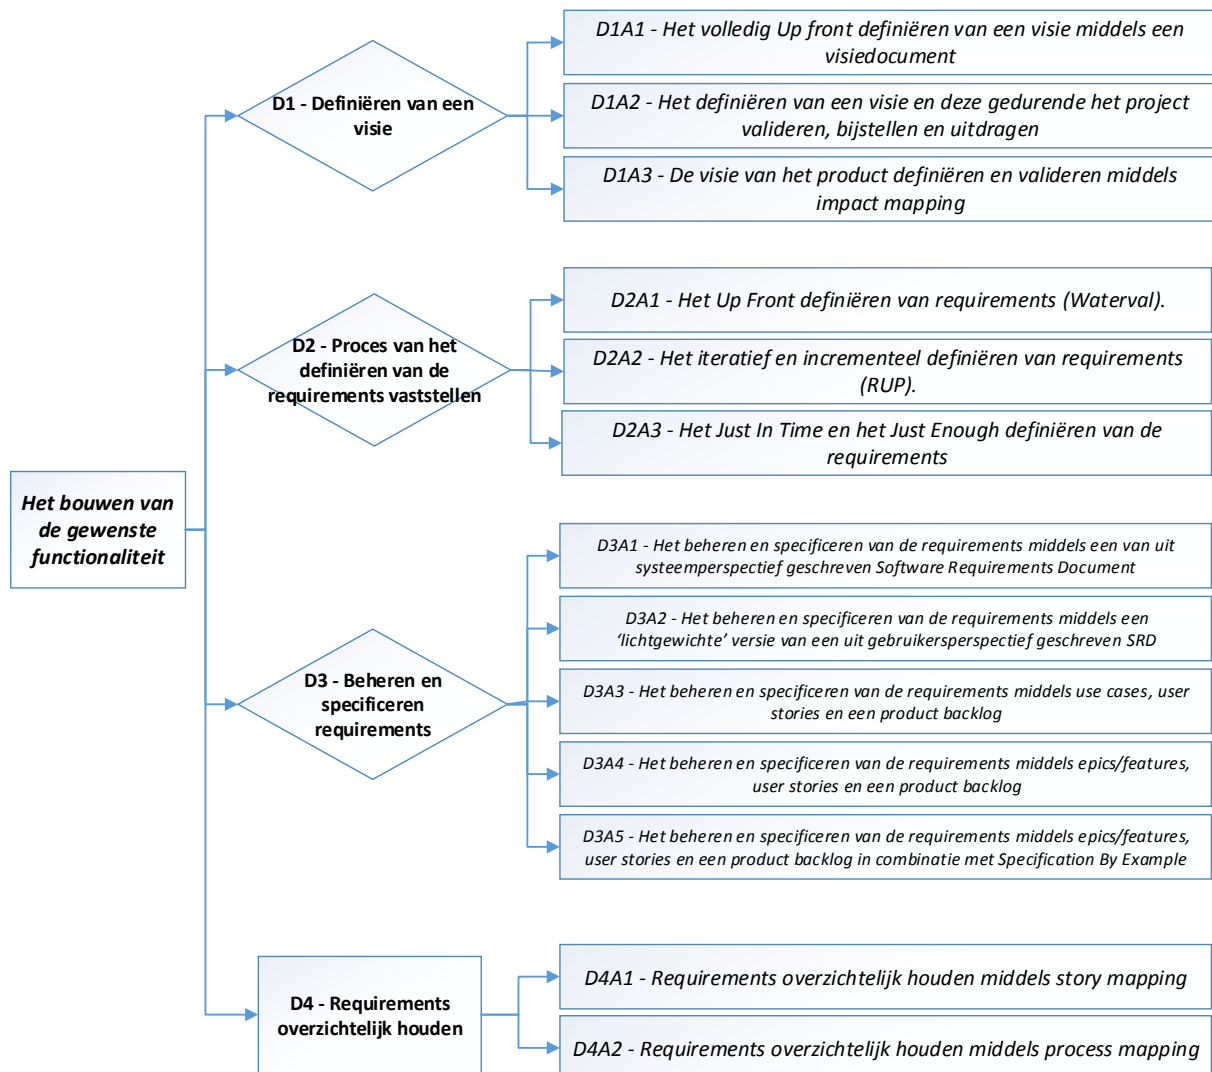 Het bouwen van
de gewenste
functionaliteit
D1 - Definiëren van een
visie
D1A1 - Het volledig Up front definiëren van een visie middels een
visiedocument
D1A2 - Het definiëren van een visie en deze gedurende het project
valideren, bijstellen en uitdragen
D1A3 - De visie van het product definiëren en valideren middels
impact mapping
D2 - Proces van het
definiëren van de
requirements vaststellen
D2A1 - Het Up Front definiëren van requirements (Waterval).
D2A2 - Het iteratief en incrementeel definiëren van requirements
(RUP).
D2A3 - Het Just In Time en het Just Enough definiëren van de
requirements
D3 - Beheren en
specificeren
requirements
D3A1 - Het beheren en specificeren van de requirements middels een van uit
systeemperspectief geschreven Software Requirements Document
D3A2 - Het beheren en specificeren van de requirements middels een
‘lichtgewichte’ versie van een uit gebruikersperspectief geschreven SRD
D3A3 - Het beheren en specificeren van de requirements middels use cases, user
stories en een product backlog
D3A4 - Het beheren en specificeren van de requirements middels epics/features,
user stories en een product backlog
D3A5 - Het beheren en specificeren van de requirements middels epics/features,
user stories en een product backlog in combinatie met Specification By Example
D4 - Requirements
overzichtelijk houden
D4A1 - Requirements overzichtelijk houden middels story mapping
D4A2 - Requirements overzichtelijk houden middels process mapping